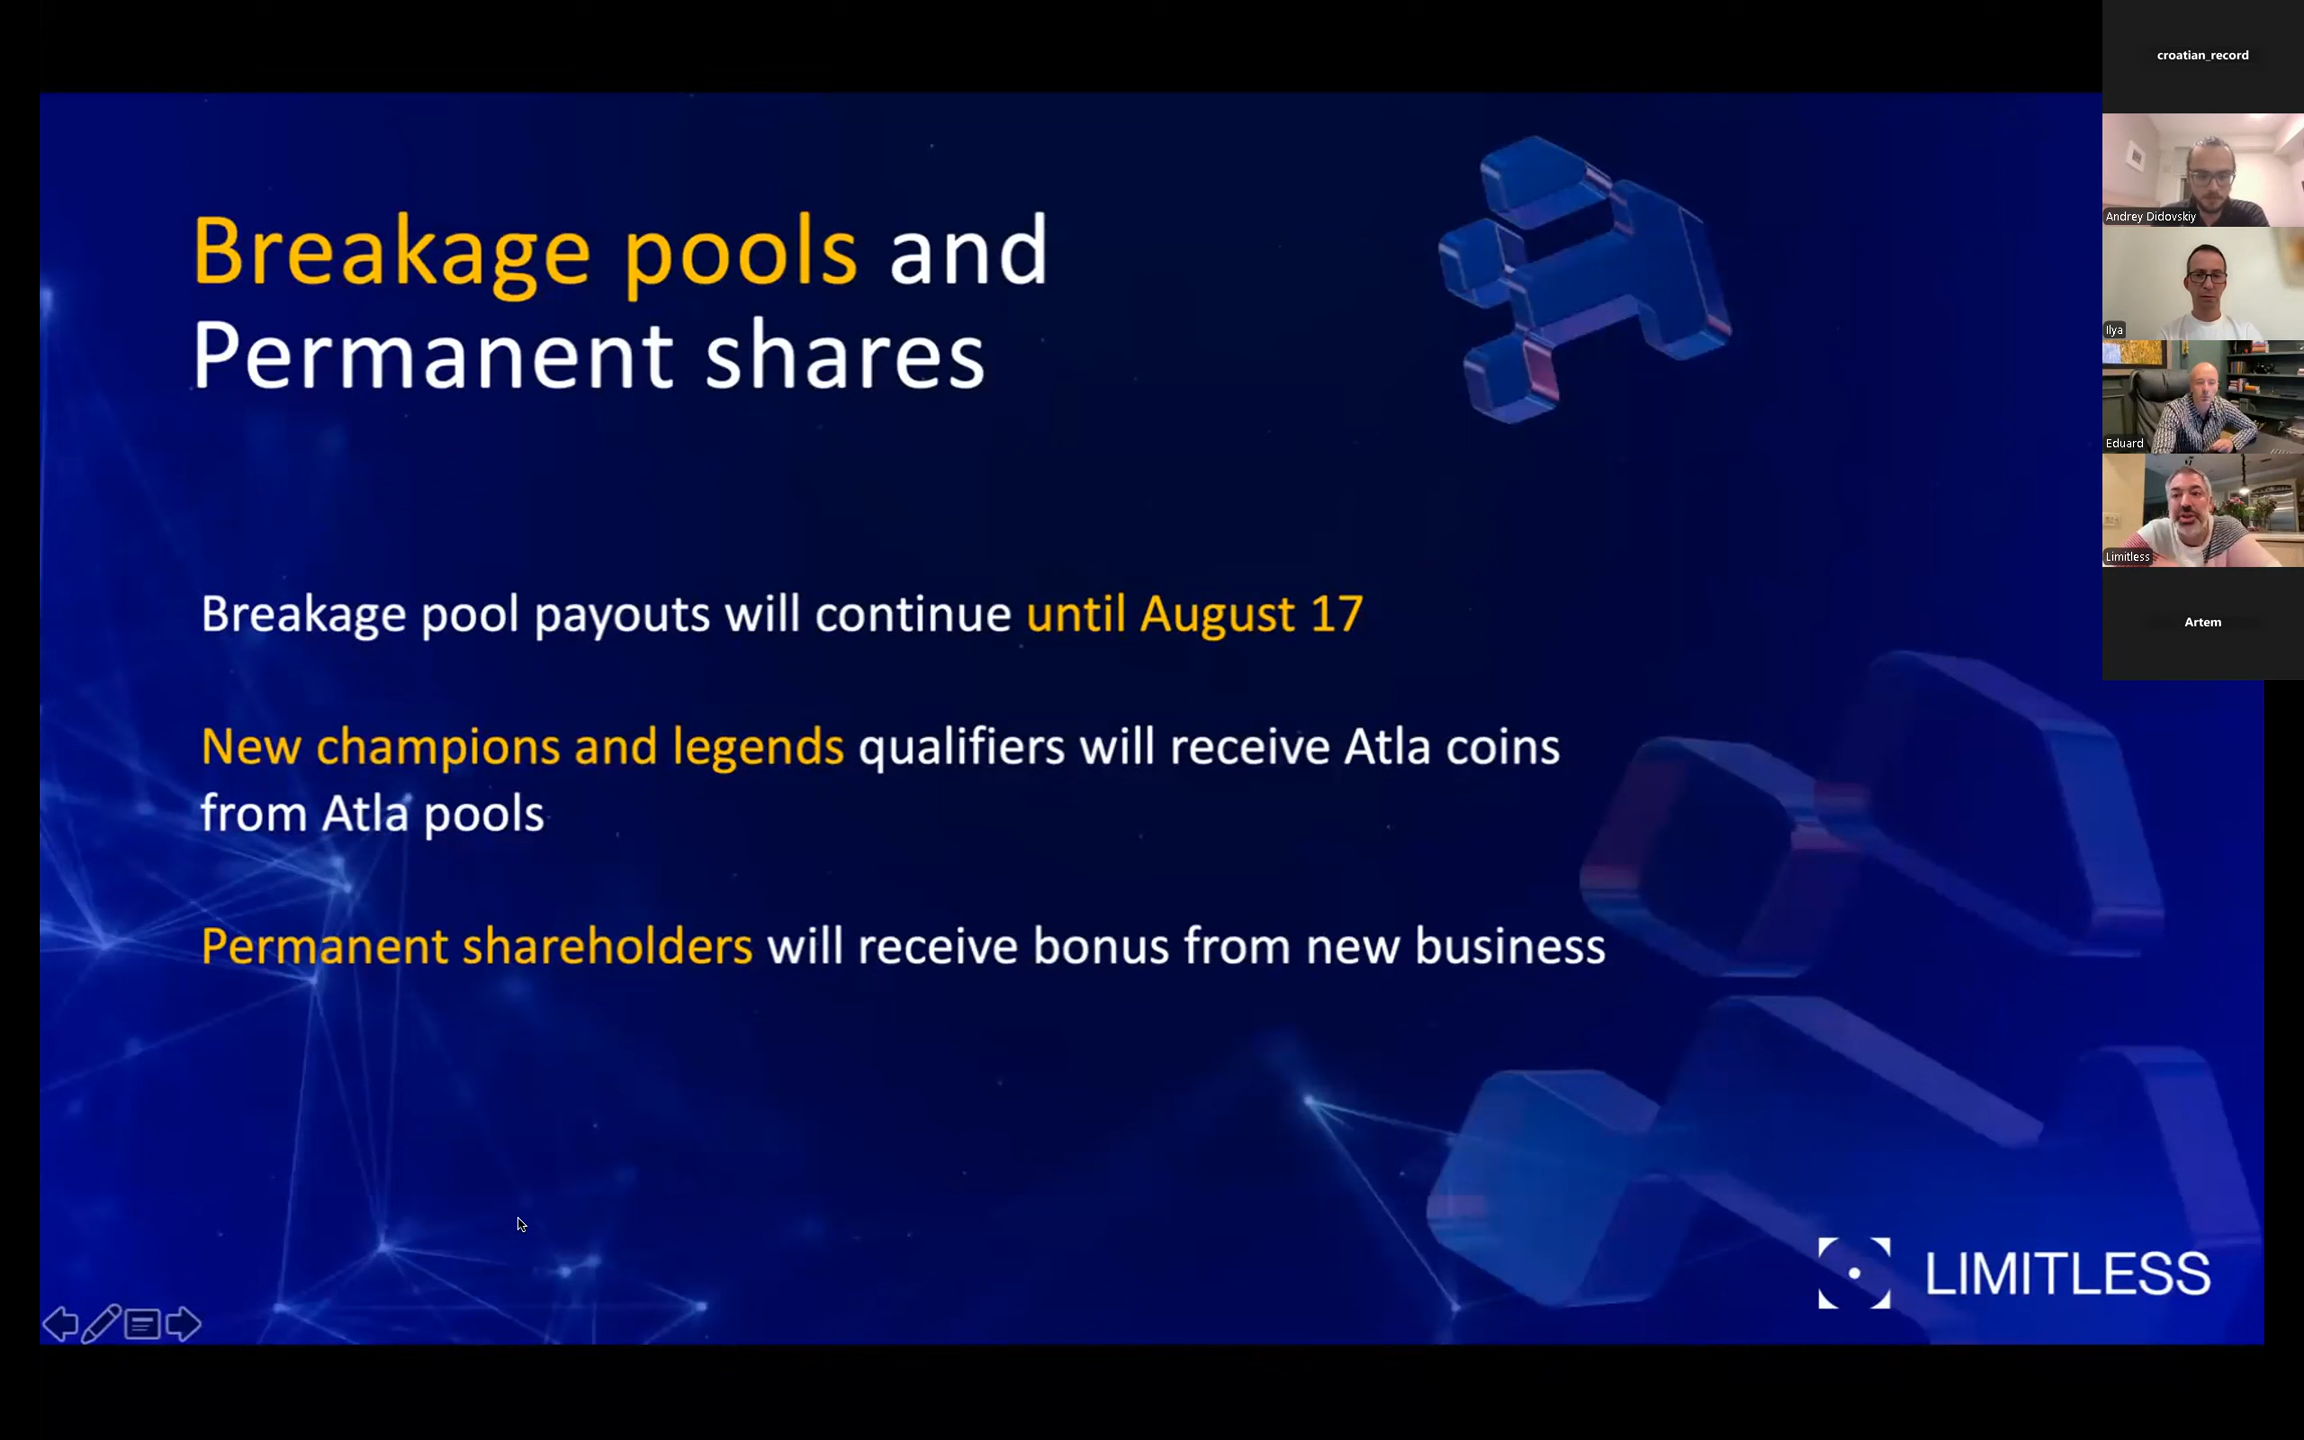 Breakage pools and
Permanent shares
Breakage pool payouts will continue until August 17
New champions and legends qualifiers will receive Atla coins
from Atla pools
Permanent shareholders will receive bonus from new business
LIMITLESS
croatian_record
Andrey Didovskiy
Ilya
Eduard
Limitless
Artem